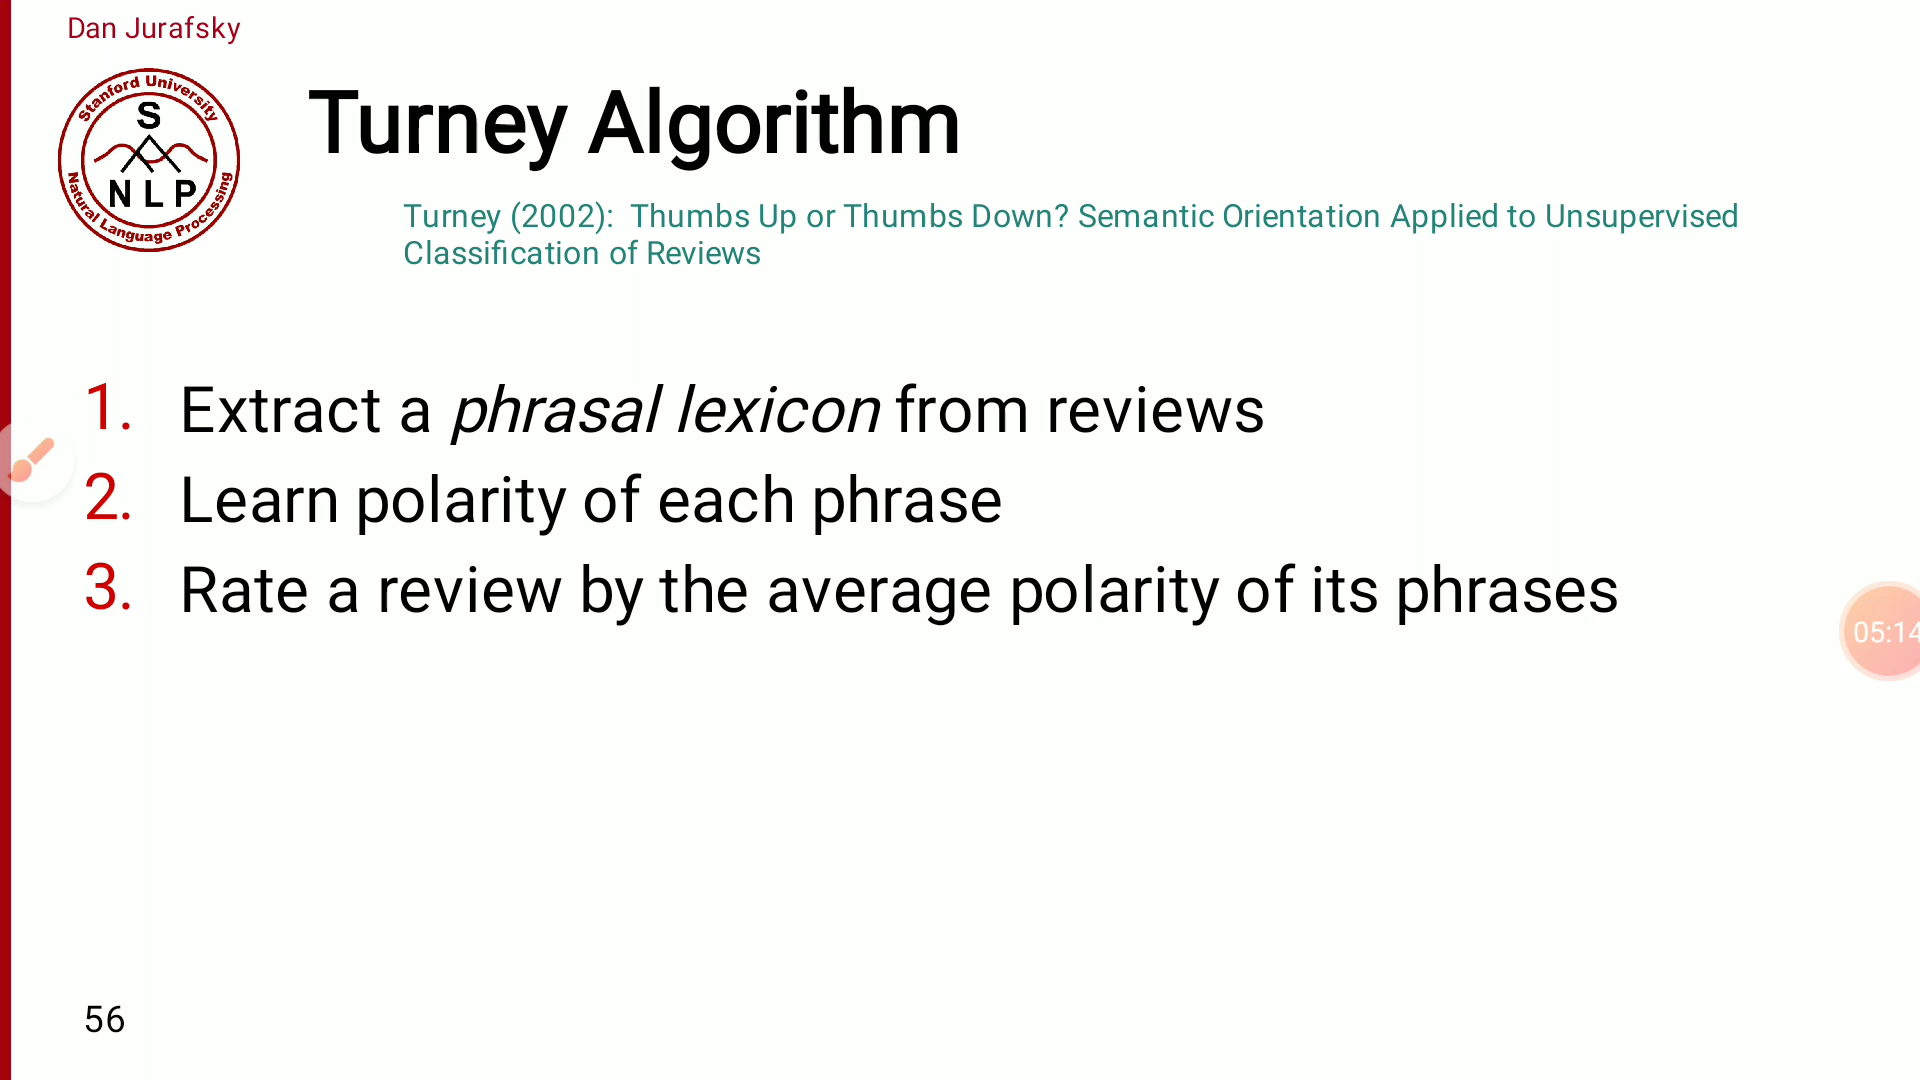 Dan Jurafsky
Stanford University
S
NLP
Natural Language Processing
Turney Algorithm
Turney (2002): Thumbs Up or Thumbs Down? Semantic Orientation Applied to Unsupervised
Classification of Reviews
1. Extract a phrasal lexicon from reviews
2. Learn polarity of each phrase
3. Rate a review by the average polarity of its phrases
05:14
56